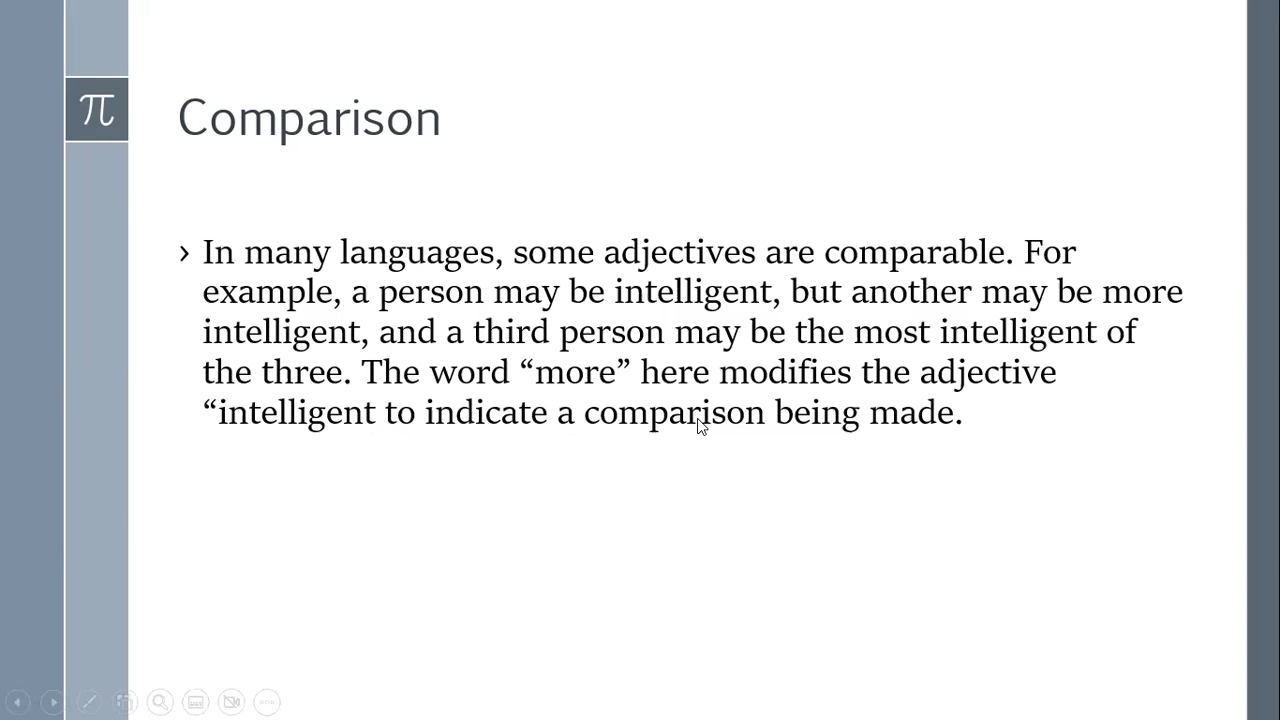 π
Comparison
› In many languages, some adjectives are comparable. For
example, a person may be intelligent, but another may be more
intelligent, and a third person may be the most intelligent of
the three. The word “more” here modifies the adjective
“intelligent to indicate a comparison being made.